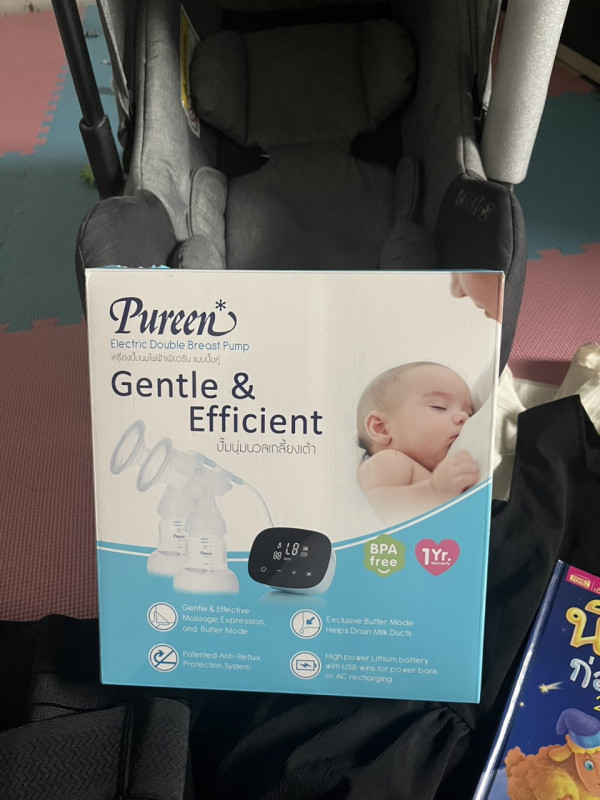 Pureen*
Electric Double Breast Pump
เครื่องปั๊มนมไฟฟ้าเพียวรีน แบบปั๊มคู่
Gentle &
Efficient
ปั๊มนุ่มนวลเกลี้ยงเต้า
Pureen
L8
BPA
free
1Yr.
Warranty
Gentle & Effective
Massage, Expression,
and Buffer Mode
Exclusive Buffer Mode
Helps Drain Milk Ducts
Patented Anti-Reflux
Protection System
High power Lithium battery
with USB wire for power bank
or AC recharging